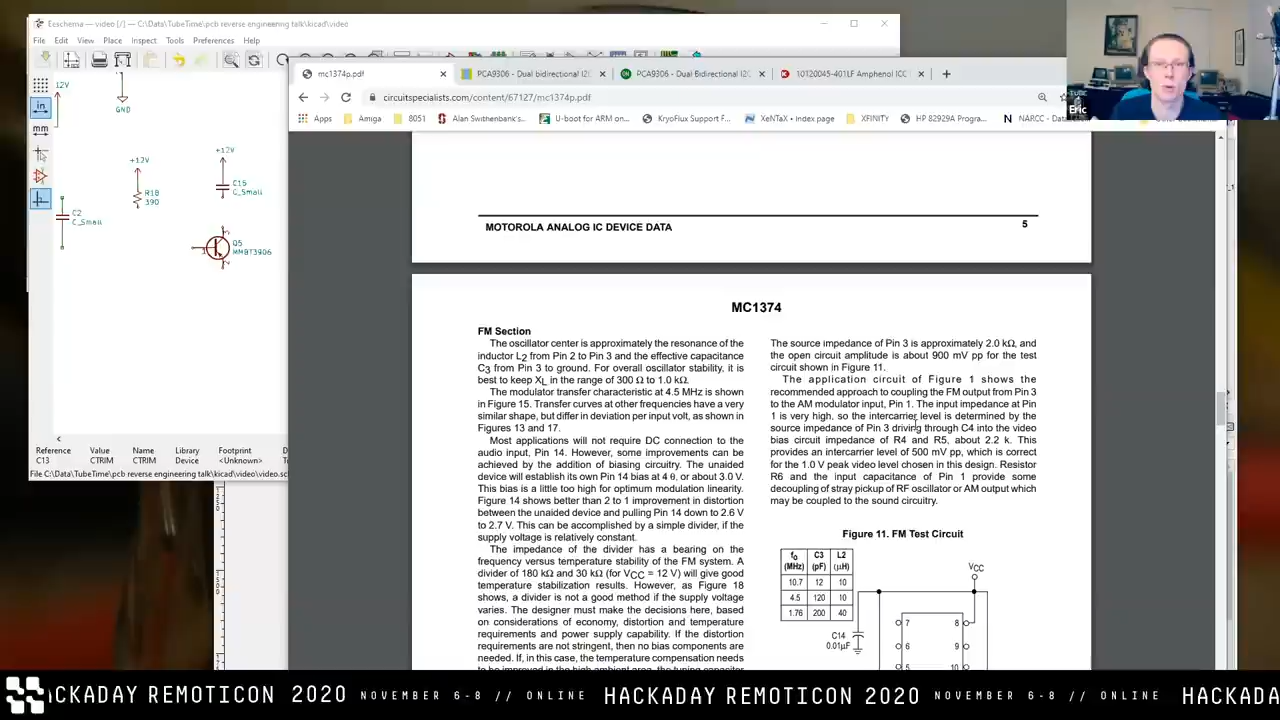 Eeschema — video [/] — C:\Data\TubeTime\pcb reverse engineering talk\kicad\video
File Edit View Place Inspect Tools Preferences Help
mc1374p.pdf
PCA9306 - Dual bidirectional I2C
PCA9306 - Dual Bidirectional I2C
10120045-401LF Amphenol ICC
circuitspecialists.com/content/67127/mc1374p.pdf
Apps
Amiga
8051
Alan Swithenbank's...
U-boot for ARM on...
KryoFlux Support F...
XeNTaX • Index page
XFINITY
HP 82929A Progra...
Eric
in
mm
12V
GND
+12V
R18
390
+12V
C15
C_Small
C2
C_Small
Q5
MMBT3906
Reference Name Library Footprint
C13 CTRIM Device <Unknown>
CTRIM
File C:\Data\TubeTime\pcb reverse engineering talk\kicad\video\video.sc
MOTOROLA ANALOG IC DEVICE DATA
5
MC1374
FM Section
The oscillator center is approximately the resonance of the
inductor L2 from Pin 2 to Pin 3 and the effective capacitance
C3 from Pin 3 to ground. For overall oscillator stability, it is
best to keep XL in the range of 300 Ω to 1.0 kΩ.
The modulator transfer characteristic at 4.5 MHz is shown
in Figure 15. Transfer curves at other frequencies have a very
similar shape, but differ in deviation per input volt, as shown in
Figures 13 and 17.
Most applications will not require DC connection to the
audio input, Pin 14. However, some improvements can be
achieved by the addition of biasing circuitry. The unaided
device will establish its own Pin 14 bias at 4 θ, or about 3.0 V.
This bias is a little too high for optimum modulation linearity.
Figure 14 shows better than 2 to 1 improvement in distortion
between the unaided device and pulling Pin 14 down to 2.6 V
to 2.7 V. This can be accomplished by a simple divider, if the
supply voltage is relatively constant.
The impedance of the divider has a bearing on the
frequency versus temperature stability of the FM system. A
divider of 180 kΩ and 30 kΩ (for VCC = 12 V) will give good
temperature stabilization results. However, as Figure 18
shows, a divider is not a good method if the supply voltage
varies. The designer must make the decisions here, based
on considerations of economy, distortion and temperature
requirements and power supply capability. If the distortion
requirements are not stringent, then no bias components are
needed. If, in this case, the temperature compensation needs
The source impedance of Pin 3 is approximately 2.0 kΩ, and
the open circuit amplitude is about 900 mV pp for the test
circuit shown in Figure 11.
The application circuit of Figure 1 shows the
recommended approach to coupling the FM output from Pin 3
to the AM modulator input, Pin 1. The input impedance at Pin
1 is very high, so the intercarrier level is determined by the
source impedance of Pin 3 driving through C4 into the video
bias circuit impedance of R4 and R5, about 2.2 k. This
provides an intercarrier level of 500 mV pp, which is correct
for the 1.0 V peak video level chosen in this design. Resistor
R6 and the input capacitance of Pin 1 provide some
decoupling of stray pickup of RF oscillator or AM output which
may be coupled to the sound circuitry.
Figure 11. FM Test Circuit
fo C3 L2
(MHz) (pF) (μH)
10.7 12 10
4.5 120 10
1.76 200 40
VCC
C14
0.01μF
7 8
6 9
5 10
HACKADAY REMOTICON 2020 NOVEMBER 6-8 // ONLINE HACKADAY REMOTICON 2020 NOVEMBER 6-8 // ONLINE HACKADA